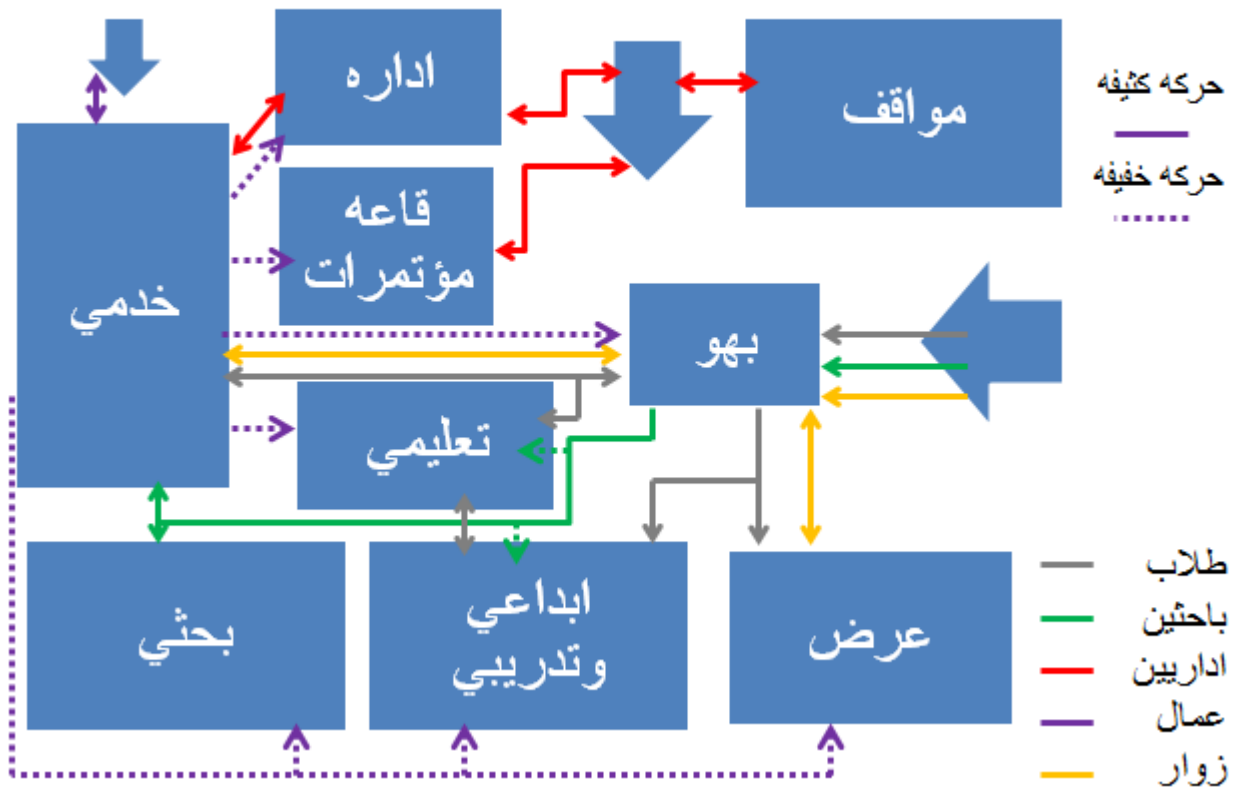 اداره
مواقف
حركه كثيفه
حركه خفيفه
قاعه
مؤتمرات
خدمي
بهو
تعليمي
بحثي
ابداعي
وتدريبي
عرض
طلاب
باحثين
اداريين
عمال
زوار